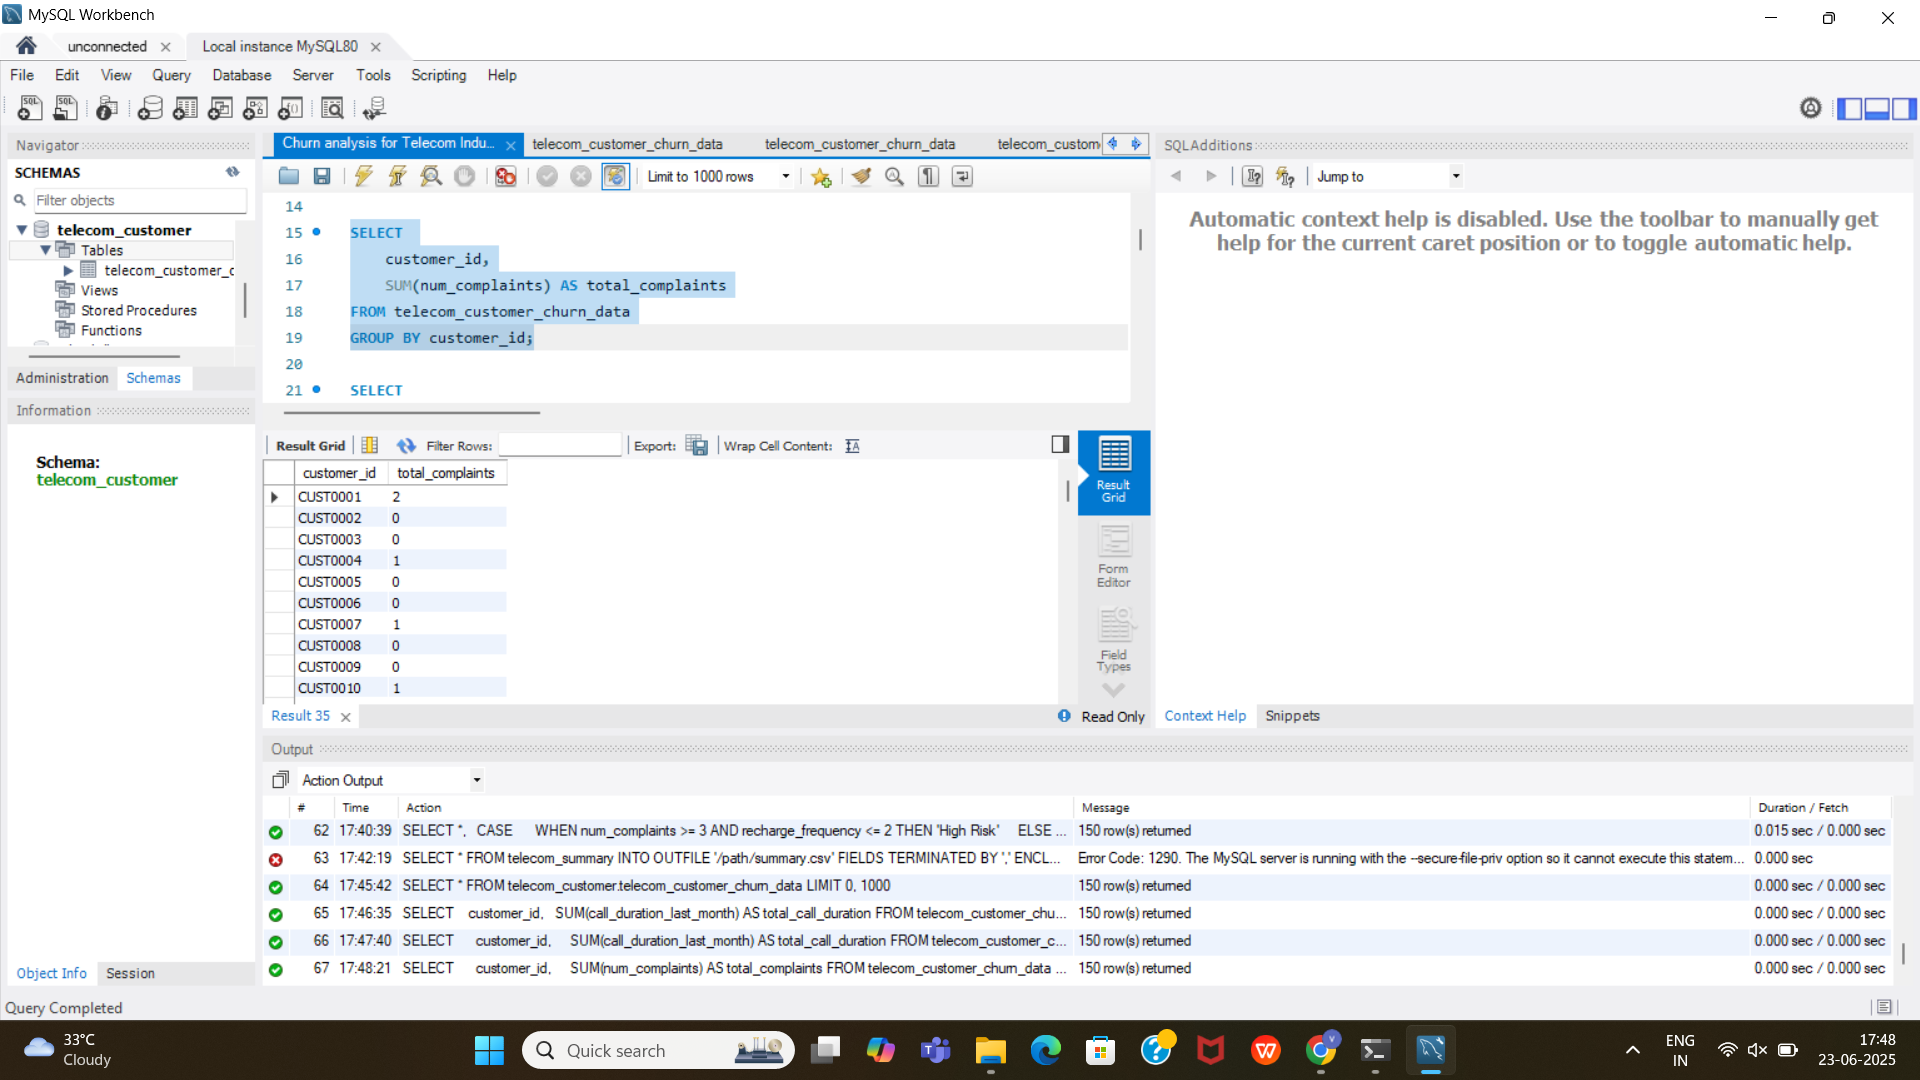 MySQL Workbench
unconnected
Local instance MySQL80
File Edit View Query Database Server Tools Scripting Help
Navigator
SCHEMAS
Filter objects
telecom_customer
Tables
telecom_customer_c
Views
Stored Procedures
Functions
Administration Schemas
Information
Schema:
telecom_customer
Object Info Session
Query Completed
Churn analysis for Telecom Indu...
telecom_customer_churn_data
telecom_customer_churn_data
telecom_custom
Limit to 1000 rows
14
15 SELECT
16 customer_id,
17 SUM(num_complaints) AS total_complaints
18 FROM telecom_customer_churn_data
19 GROUP BY customer_id;
20
21 SELECT
Result Grid Filter Rows: Export: Wrap Cell Content:
customer_id total_complaints
CUST0001 2
CUST0002 0
CUST0003 0
CUST0004 1
CUST0005 0
CUST0006 0
CUST0007 1
CUST0008 0
CUST0009 0
CUST0010 1
Result Grid
Form Editor
Field Types
Result 35
Read Only
SQLAdditions
Jump to
Automatic context help is disabled. Use the toolbar to manually get
help for the current caret position or to toggle automatic help.
Context Help Snippets
Output
Action Output
# Time Action Message Duration / Fetch
62 17:40:39 SELECT *, CASE WHEN num_complaints >= 3 AND recharge_frequency <= 2 THEN 'High Risk' ELSE ... 150 row(s) returned 0.015 sec / 0.000 sec
63 17:42:19 SELECT * FROM telecom_summary INTO OUTFILE '/path/summary.csv' FIELDS TERMINATED BY ',' ENCL... Error Code: 1290. The MySQL server is running with the --secure-file-priv option so it cannot execute this statem... 0.000 sec
64 17:45:42 SELECT * FROM telecom_customer.telecom_customer_churn_data LIMIT 0, 1000 150 row(s) returned 0.000 sec / 0.000 sec
65 17:46:35 SELECT customer_id, SUM(call_duration_last_month) AS total_call_duration FROM telecom_customer_chu... 150 row(s) returned 0.000 sec / 0.000 sec
66 17:47:40 SELECT customer_id, SUM(call_duration_last_month) AS total_call_duration FROM telecom_customer_c... 150 row(s) returned 0.000 sec / 0.000 sec
67 17:48:21 SELECT customer_id, SUM(num_complaints) AS total_complaints FROM telecom_customer_churn_data ... 150 row(s) returned 0.000 sec / 0.000 sec
33°C
Cloudy
Quick search
ENG
IN
17:48
23-06-2025